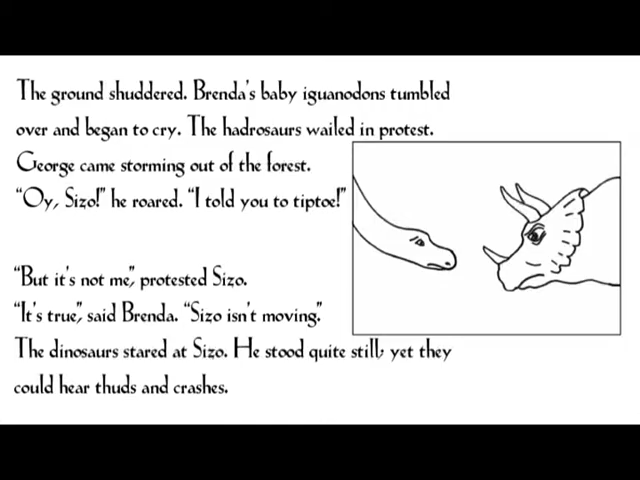 The ground shuddered. Brenda's baby iguanodons tumbled
over and began to cry. The hadrosaurs wailed in protest.
George came storming out of the forest.
"Oy, Sizo!" he roared. "I told you to tiptoe!"
"But it's not me", protested Sizo.
"It's true", said Brenda. "Sizo isn't moving."
The dinosaurs stared at Sizo. He stood quite still, yet they
could hear thuds and crashes.